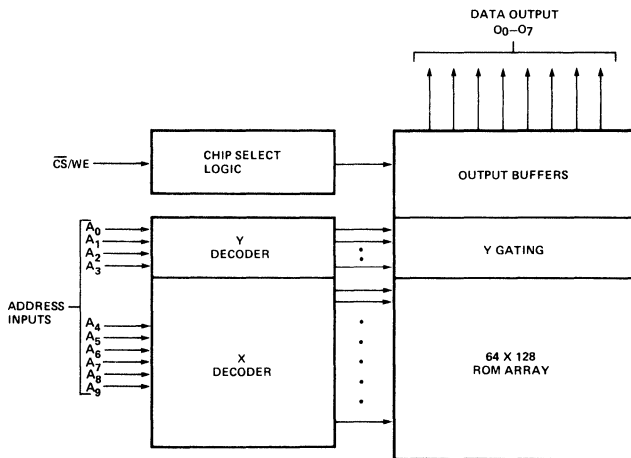 DATA OUTPUT
O0–O7
C̅S̅/WE
CHIP SELECT
LOGIC
OUTPUT BUFFERS
A0
A1
A2
A3
Y
DECODER
Y GATING
ADDRESS
INPUTS
A4
A5
A6
A7
A8
A9
X
DECODER
64 X 128
ROM ARRAY